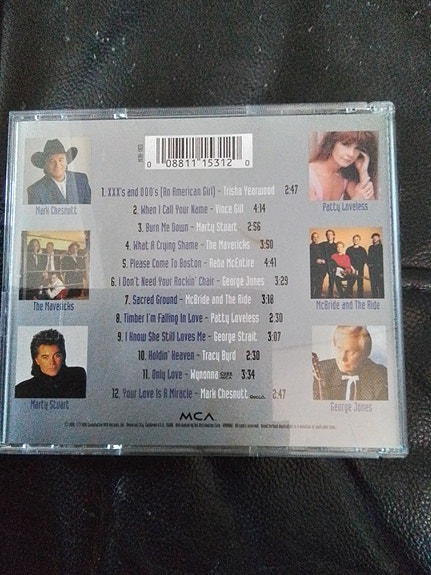 0 08811 15312 0
1. XXX's and OOO's (An American Girl) - Trisha Yearwood 2:47
2. When I Call Your Name - Vince Gill 4:14
3. Burn Me Down - Marty Stuart 2:56
4. What A Crying Shame - The Mavericks 3:50
5. Please Come To Boston - Reba McEntire 4:41
6. I Don't Need Your Rockin' Chair - George Jones 3:29
7. Sacred Ground - McBride and The Ride 3:18
8. Timber I'm Falling In Love - Patty Loveless 2:30
9. I Know She Still Loves Me - George Strait 3:07
10. Holdin' Heaven - Tracy Byrd 2:30
11. Only Love - Wynonna CURB 3:34
12. Your Love Is A Miracle - Mark Chesnutt DECCA 2:47
Mark Chesnutt
Patty Loveless
The Mavericks
McBride and The Ride
Marty Stuart
George Jones
MCA